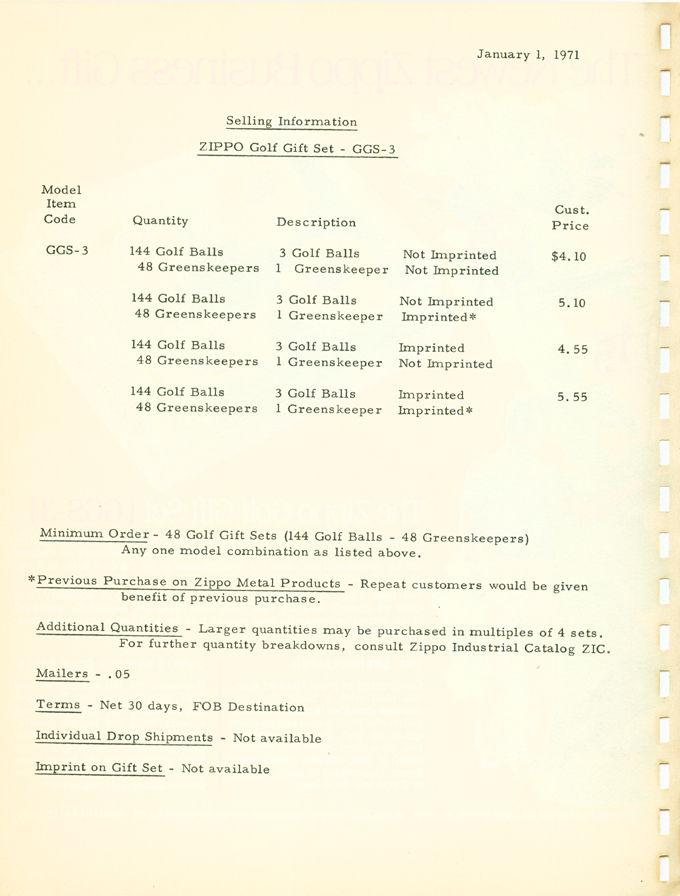 January 1, 1971
Selling Information
ZIPPO Golf Gift Set - GGS-3
Model
Item
Code Quantity Description Cust.
Price
GGS-3 144 Golf Balls 3 Golf Balls Not Imprinted $4.10
48 Greenskeepers 1 Greenskeeper Not Imprinted
144 Golf Balls 3 Golf Balls Not Imprinted 5.10
48 Greenskeepers 1 Greenskeeper Imprinted*
144 Golf Balls 3 Golf Balls Imprinted 4.55
48 Greenskeepers 1 Greenskeeper Not Imprinted
144 Golf Balls 3 Golf Balls Imprinted 5.55
48 Greenskeepers 1 Greenskeeper Imprinted*
Minimum Order - 48 Golf Gift Sets (144 Golf Balls - 48 Greenskeepers)
Any one model combination as listed above.
*Previous Purchase on Zippo Metal Products - Repeat customers would be given
benefit of previous purchase.
Additional Quantities - Larger quantities may be purchased in multiples of 4 sets.
For further quantity breakdowns, consult Zippo Industrial Catalog ZIC.
Mailers - .05
Terms - Net 30 days, FOB Destination
Individual Drop Shipments - Not available
Imprint on Gift Set - Not available